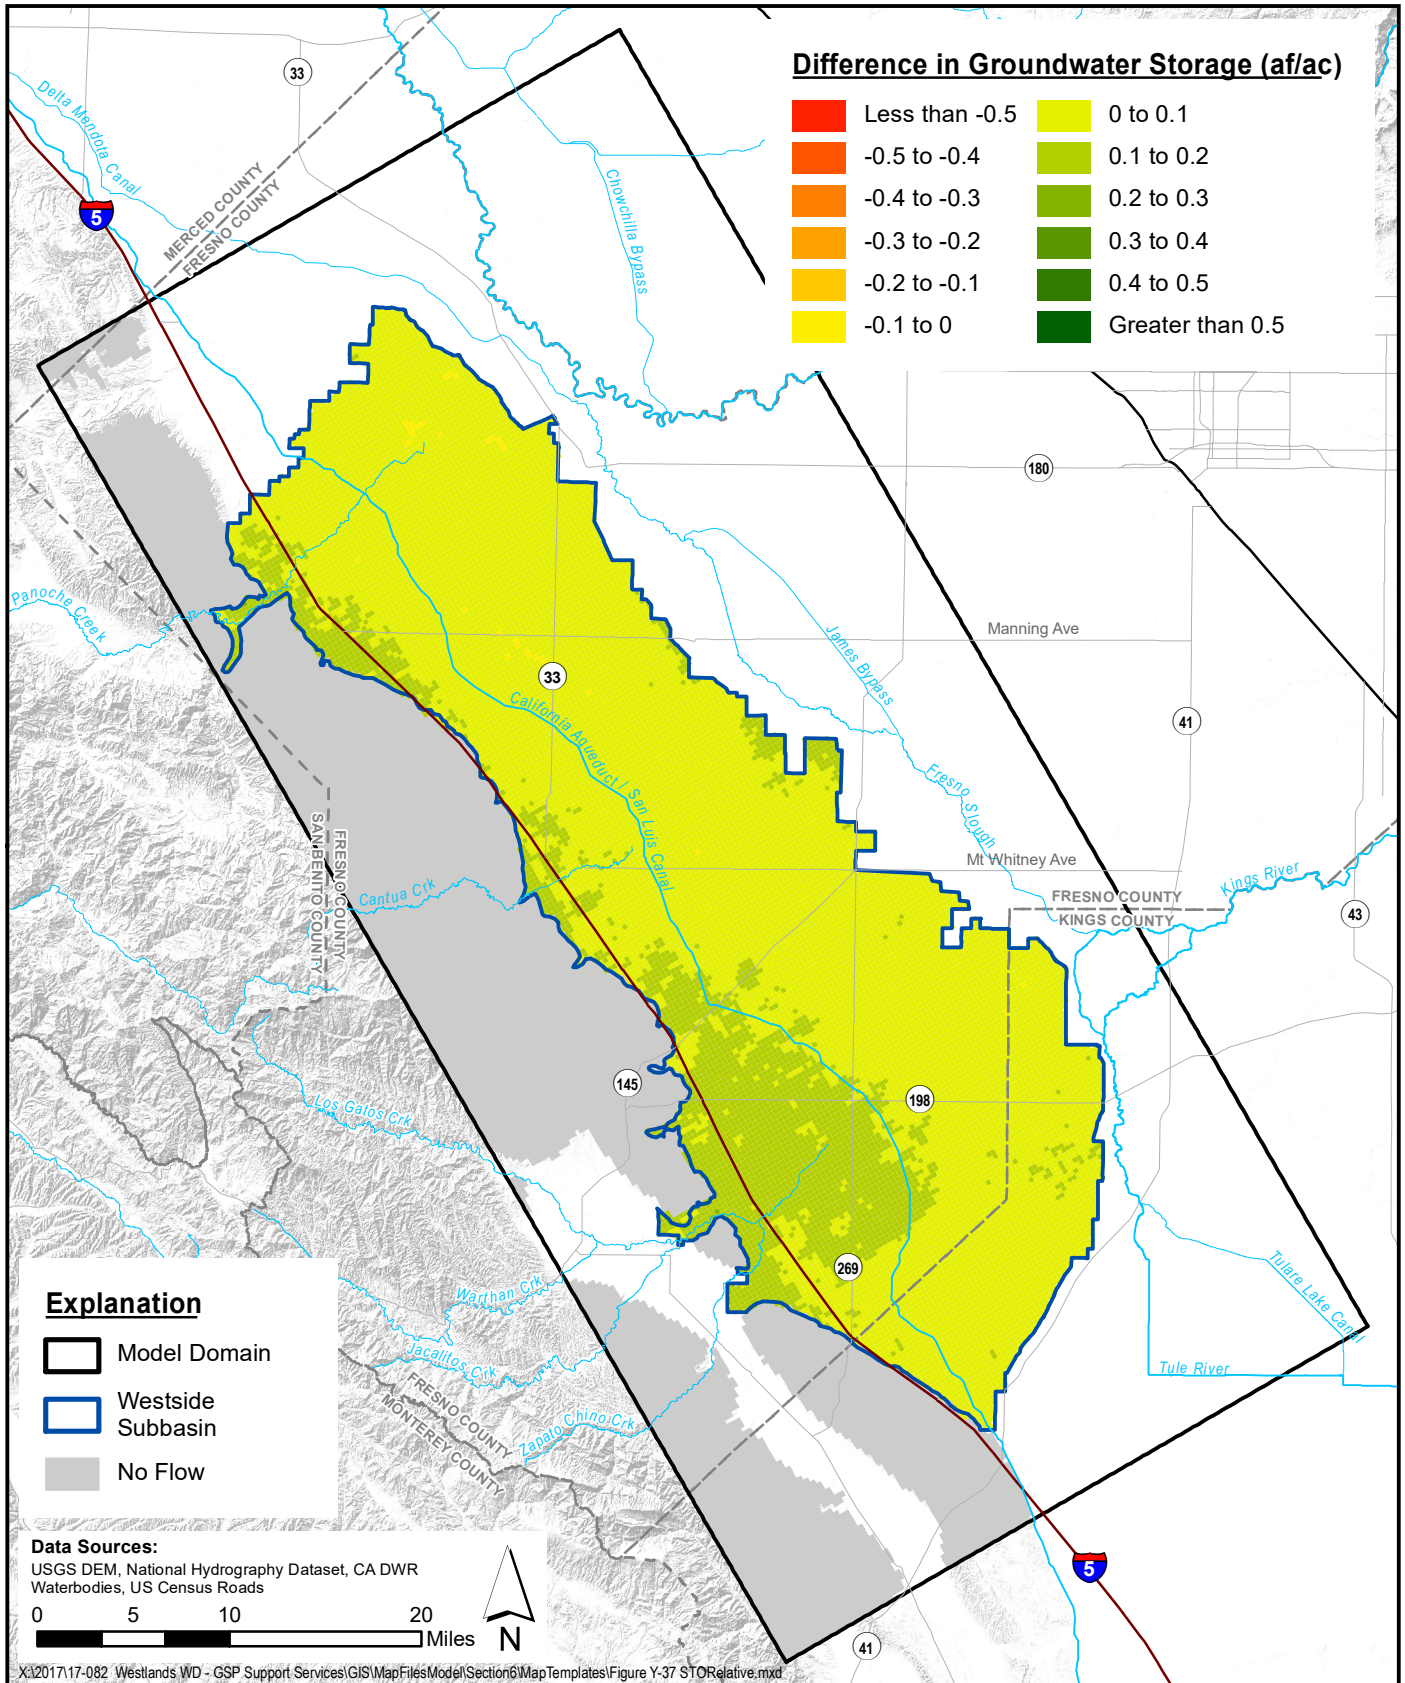 Difference in Groundwater Storage (af/ac)
Less than -0.5
-0.5 to -0.4
-0.4 to -0.3
-0.3 to -0.2
-0.2 to -0.1
-0.1 to 0
0 to 0.1
0.1 to 0.2
0.2 to 0.3
0.3 to 0.4
0.4 to 0.5
Greater than 0.5
33
Delta Mendota Canal
5
MERCED COUNTY
FRESNO COUNTY
Chowchilla Bypass
180
Panoche Creek
Manning Ave
James Bypass
33
41
California Aqueduct / San Luis Canal
Fresno Slough
SAN BENITO COUNTY
FRESNO COUNTY
Mt Whitney Ave
Kings River
Cantua Crk
FRESNO COUNTY
KINGS COUNTY
43
145
198
Los Gatos Crk
269
Tulare Lake Canal
Warthan Crk
Jacalitos Crk
Tule River
FRESNO COUNTY
MONTEREY COUNTY
Zapato Chino Crk
5
41
Explanation
Model Domain
Westside
Subbasin
No Flow
Data Sources:
USGS DEM, National Hydrography Dataset, CA DWR
Waterbodies, US Census Roads
0 5 10 20
Miles
N
X:\2017\17-082 Westlands WD - GSP Support Services\GIS\MapFilesModel\Section6\MapTemplates\Figure Y-37 STORelative.mxd